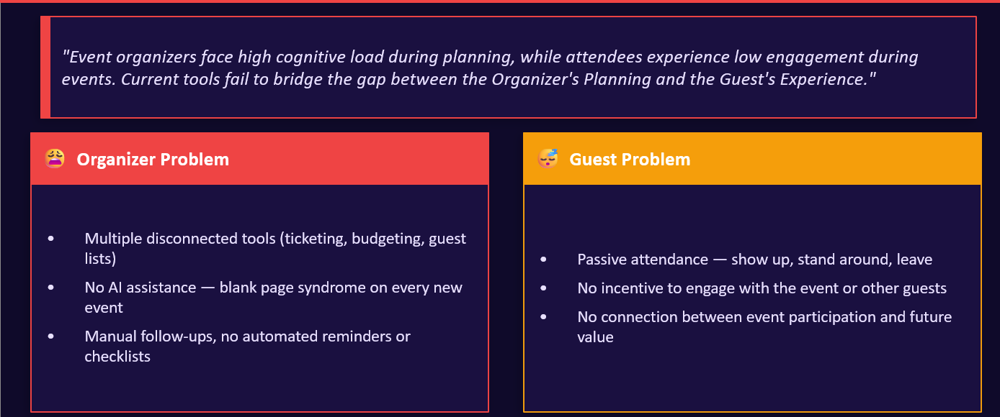 "Event organizers face high cognitive load during planning, while attendees experience low engagement during
events. Current tools fail to bridge the gap between the Organizer's Planning and the Guest's Experience."
😩 Organizer Problem
• Multiple disconnected tools (ticketing, budgeting, guest
lists)
• No AI assistance — blank page syndrome on every new
event
• Manual follow-ups, no automated reminders or
checklists
😴 Guest Problem
• Passive attendance — show up, stand around, leave
• No incentive to engage with the event or other guests
• No connection between event participation and future
value